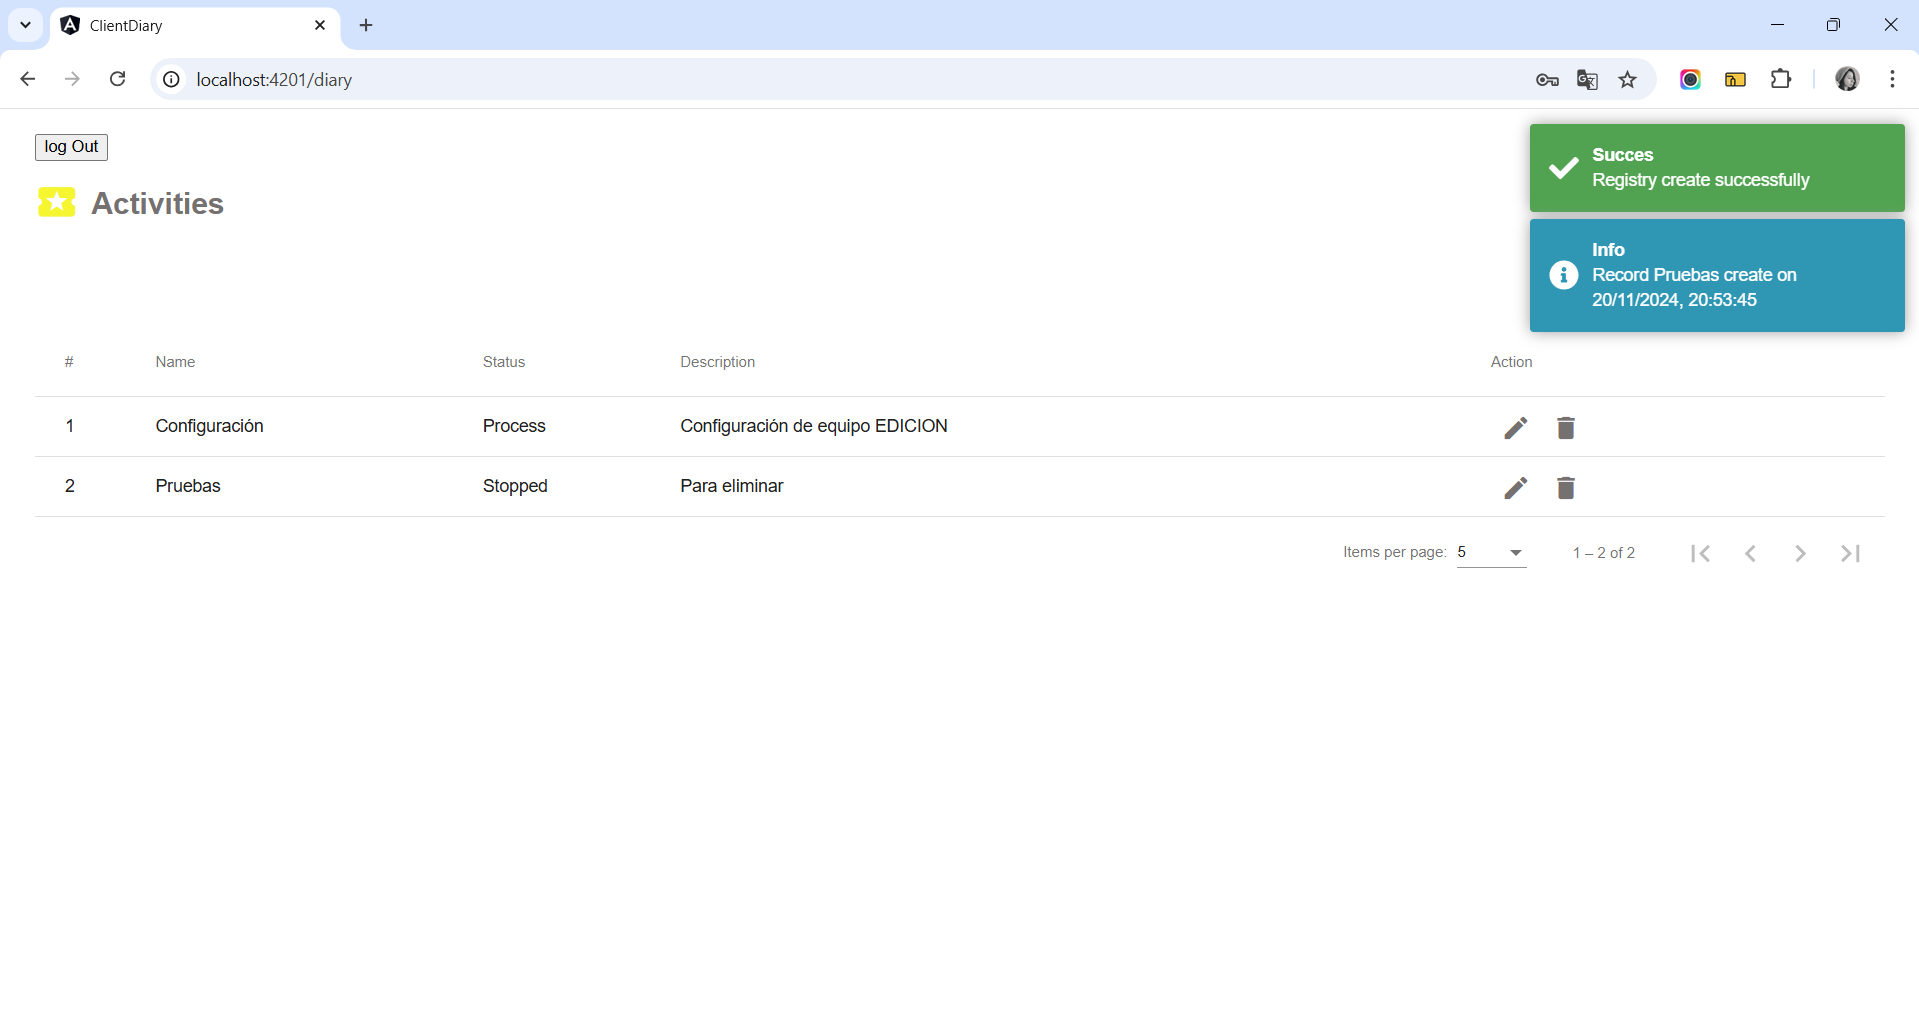 ClientDiary
localhost:4201/diary
log Out
Activities
Succes
Registry create successfully
Info
Record Pruebas create on
20/11/2024, 20:53:45
# Name Status Description Action
1 Configuración Process Configuración de equipo EDICION
2 Pruebas Stopped Para eliminar
Items per page: 5 1 – 2 of 2